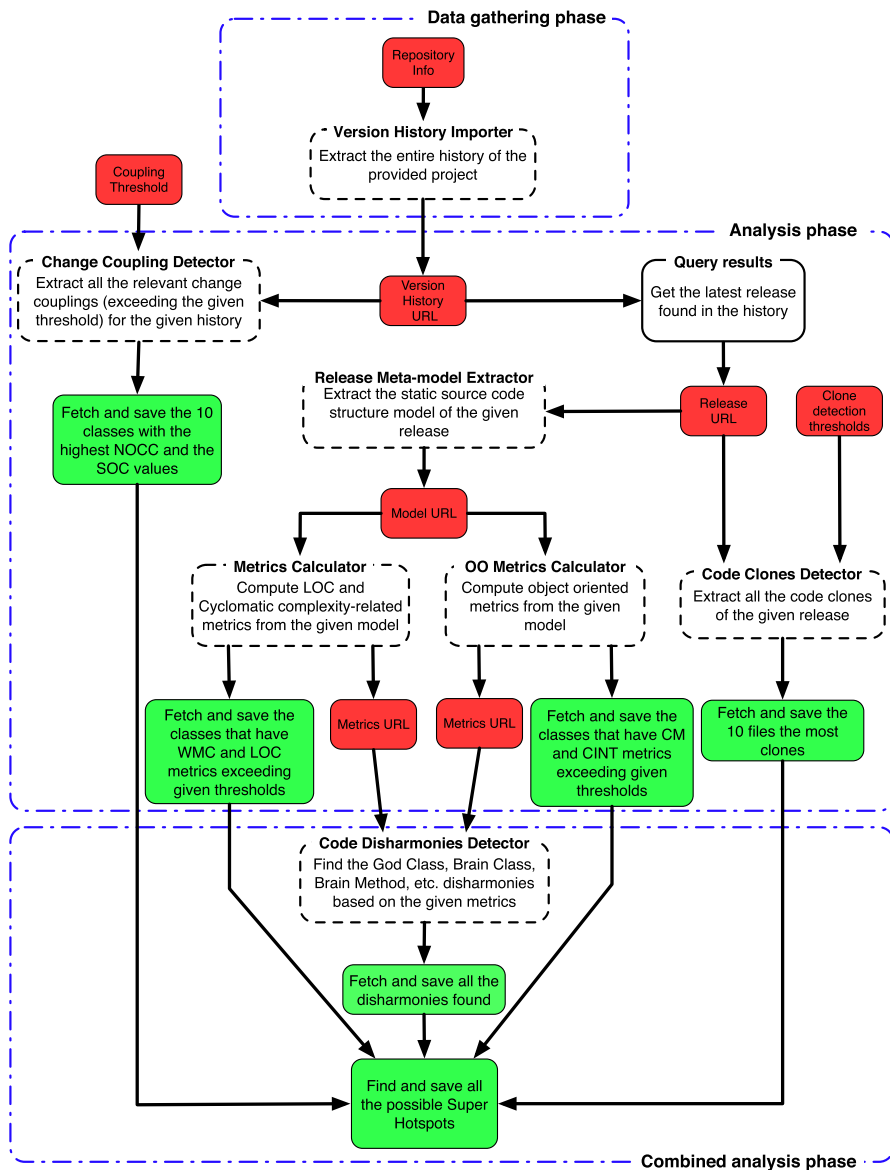 Data gathering phase
Repository
Info
Version History Importer
Extract the entire history of the
provided project
Coupling
Threshold
Analysis phase
Change Coupling Detector
Extract all the relevant change
couplings (exceeding the given
threshold) for the given history
Version
History
URL
Query results
Get the latest release
found in the history
Release Meta-model Extractor
Extract the static source code
structure model of the given
release
Release
URL
Clone
detection
thresholds
Fetch and save the 10
classes with the
highest NOCC and the
SOC values
Model URL
Metrics Calculator
Compute LOC and
Cyclomatic complexity-related
metrics from the given model
OO Metrics Calculator
Compute object oriented
metrics from the given
model
Code Clones Detector
Extract all the code clones
of the given release
Fetch and save the
classes that have
WMC and LOC
metrics exceeding
given thresholds
Metrics URL
Metrics URL
Fetch and save the
classes that have CM
and CINT metrics
exceeding given
thresholds
Fetch and save the
10 files the most
clones
Code Disharmonies Detector
Find the God Class, Brain Class,
Brain Method, etc. disharmonies
based on the given metrics
Fetch and save all the
disharmonies found
Find and save all
the possible Super
Hotspots
Combined analysis phase